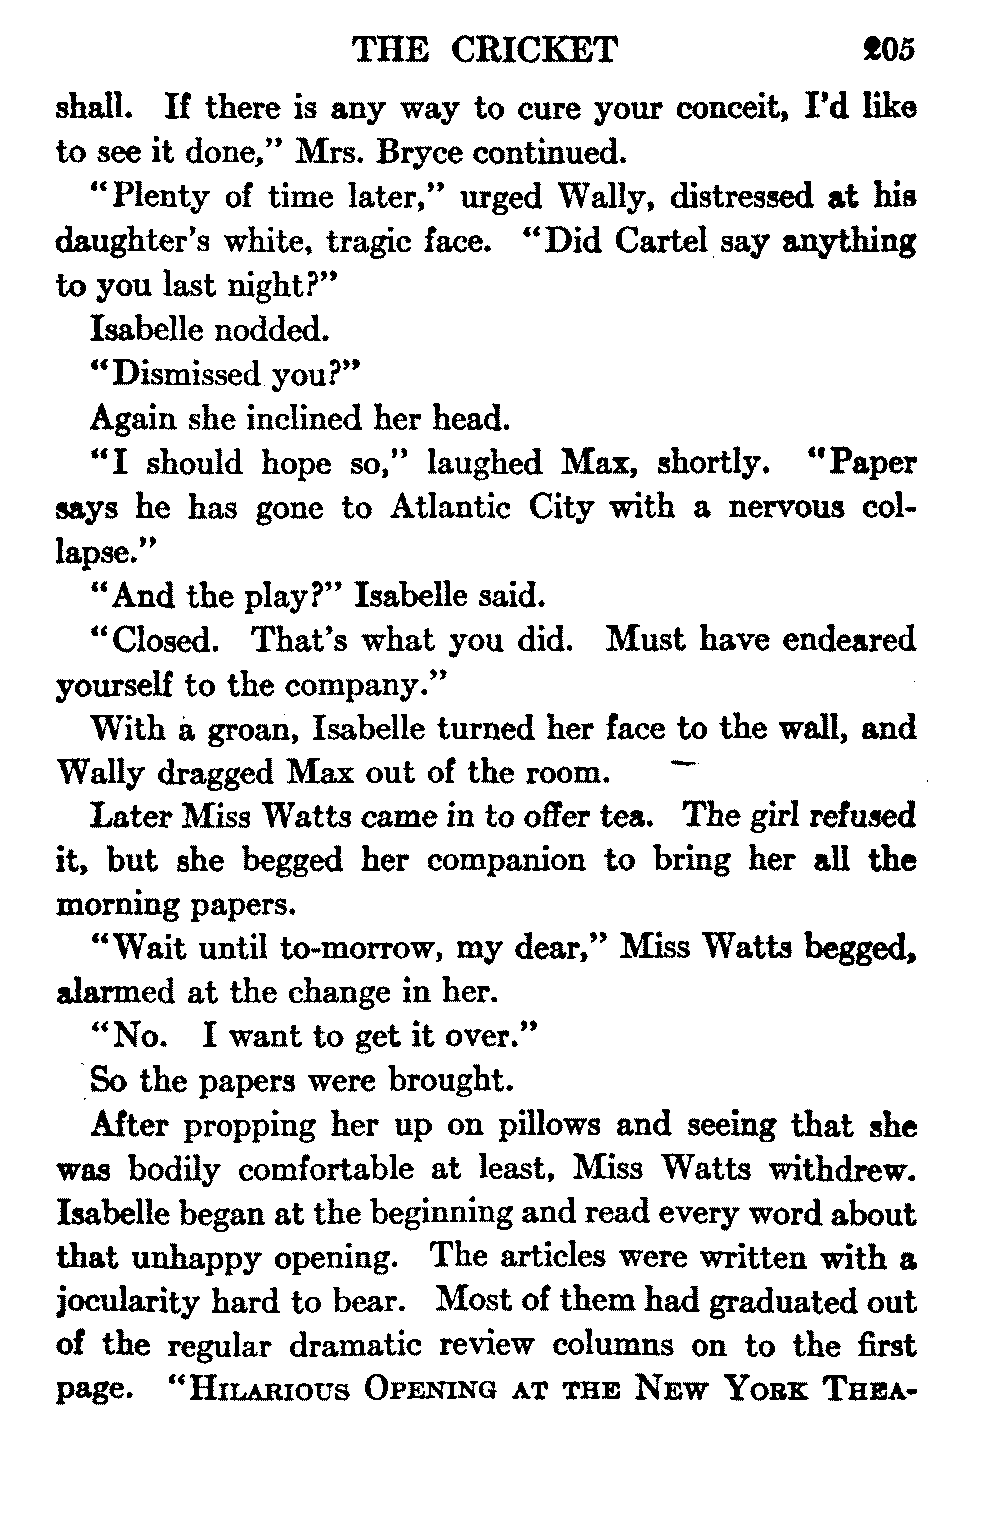 THE CRICKET 205
shall. If there is any way to cure your conceit, I'd like
to see it done," Mrs. Bryce continued.
"Plenty of time later," urged Wally, distressed at his
daughter's white, tragic face. "Did Cartel say anything
to you last night?"
Isabelle nodded.
"Dismissed you?"
Again she inclined her head.
"I should hope so," laughed Max, shortly. "Paper
says he has gone to Atlantic City with a nervous col-
lapse."
"And the play?" Isabelle said.
"Closed. That's what you did. Must have endeared
yourself to the company."
With a groan, Isabelle turned her face to the wall, and
Wally dragged Max out of the room.
Later Miss Watts came in to offer tea. The girl refused
it, but she begged her companion to bring her all the
morning papers.
"Wait until to-morrow, my dear," Miss Watts begged,
alarmed at the change in her.
"No. I want to get it over."
So the papers were brought.
After propping her up on pillows and seeing that she
was bodily comfortable at least, Miss Watts withdrew.
Isabelle began at the beginning and read every word about
that unhappy opening. The articles were written with a
jocularity hard to bear. Most of them had graduated out
of the regular dramatic review columns on to the first
page. "HILARIOUS OPENING AT THE NEW YORK THEA-